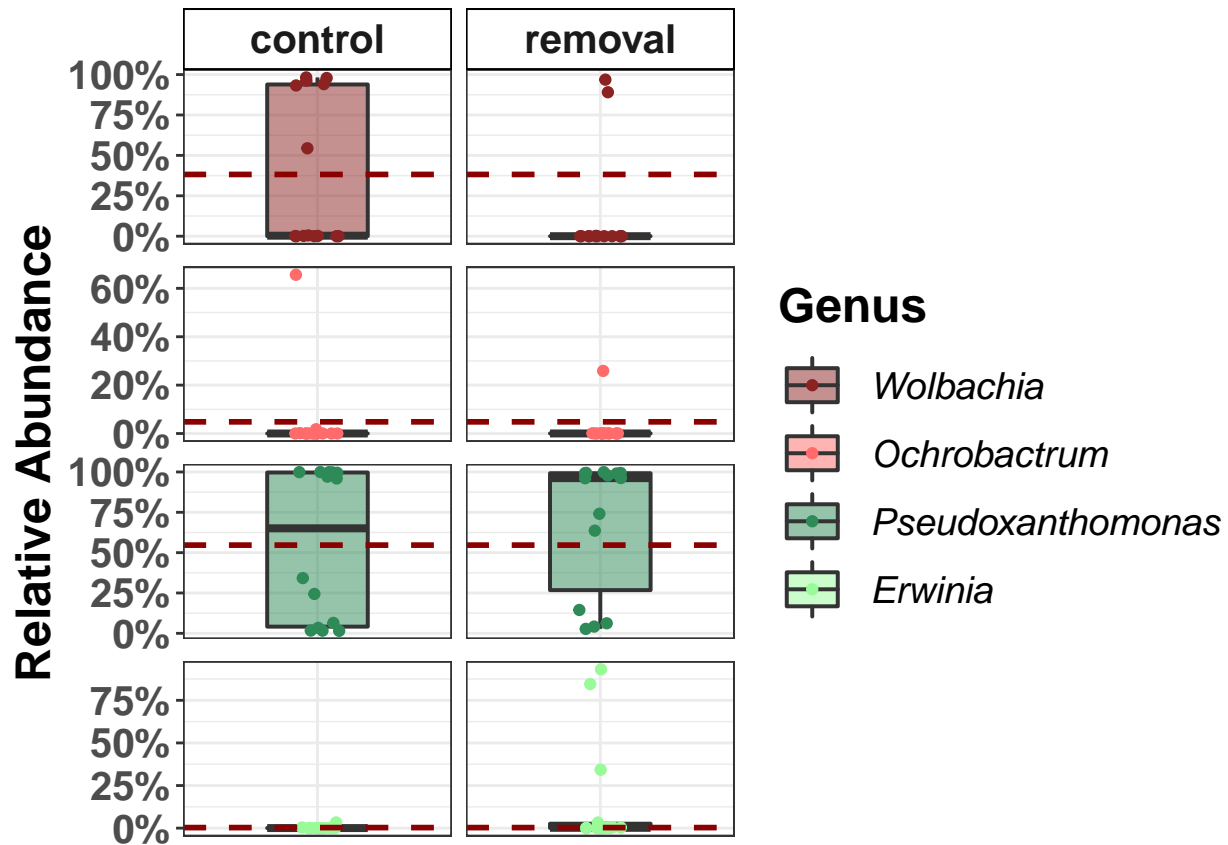 control
removal
100%
75%
50%
25%
0%
60%
40%
20%
0%
100%
75%
50%
25%
0%
75%
50%
25%
0%
Relative Abundance
Genus
Wolbachia
Ochrobactrum
Pseudoxanthomonas
Erwinia